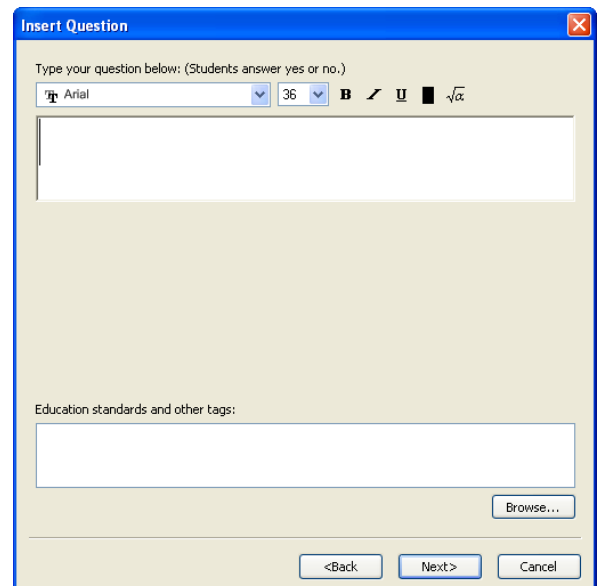 Insert Question
Type your question below: (Students answer yes or no.)
Arial 36 B I U √α
Education standards and other tags:
Browse...
<Back Next> Cancel